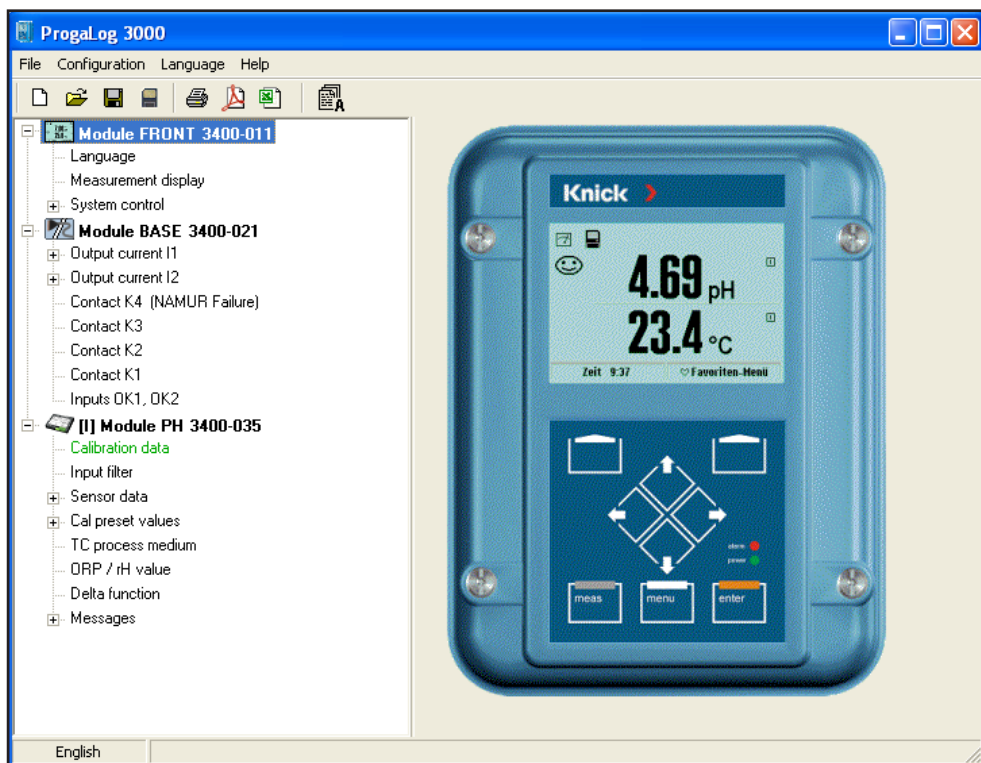 ProgaLog 3000
File Configuration Language Help
A
Module FRONT 3400-011
Language
Measurement display
System control
Module BASE 3400-021
Output current I1
Output current I2
Contact K4 (NAMUR Failure)
Contact K3
Contact K2
Contact K1
Inputs OK1, OK2
[I] Module PH 3400-035
Calibration data
Input filter
Sensor data
Cal preset values
TC process medium
ORP / rH value
Delta function
Messages
Knick
4.69 pH
23.4 °C
Zeit 9:37 ♡Favoriten-Menü
alarm
power
meas menu enter
English